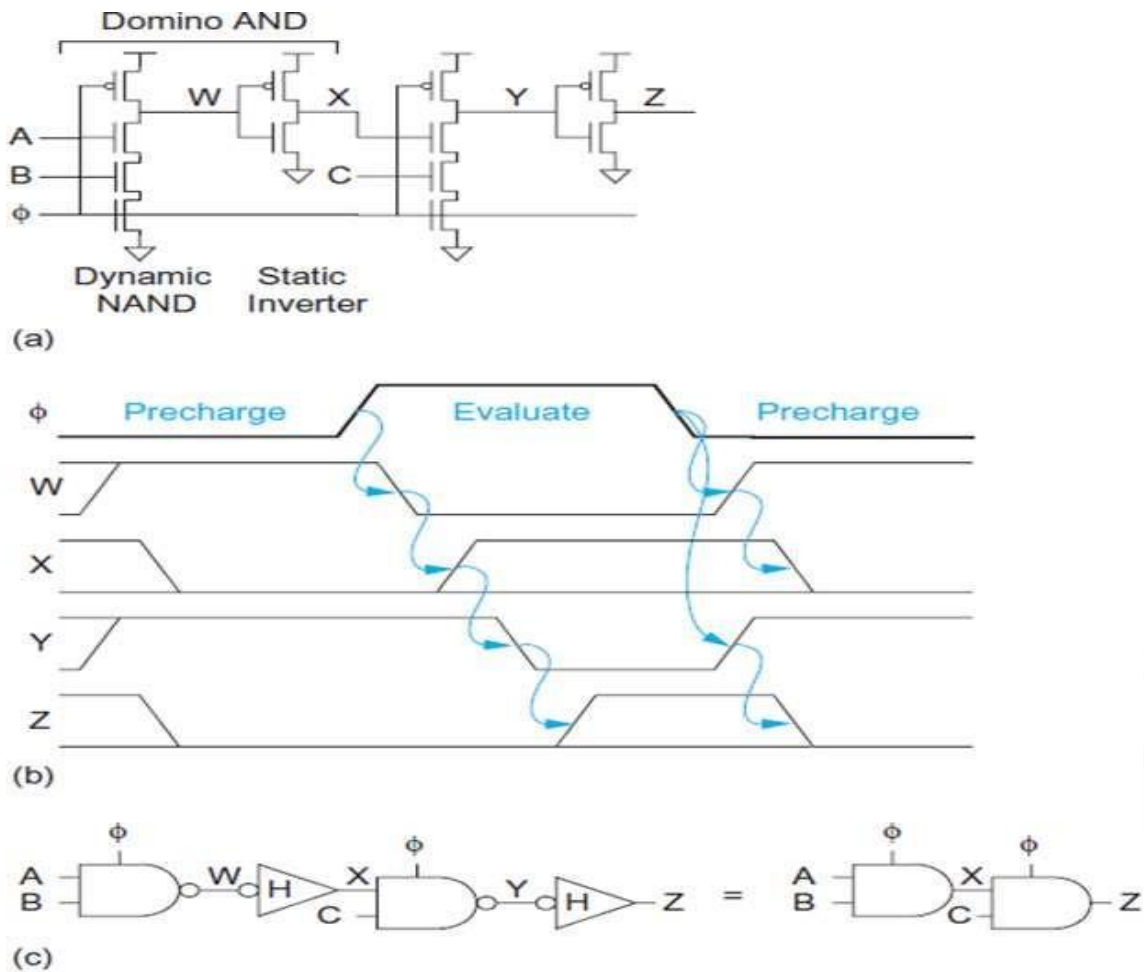 Domino AND
W X Y Z
A
B C
ϕ
Dynamic Static
NAND Inverter
(a)
ϕ Precharge Evaluate Precharge
W
X
Y
Z
(b)
ϕ ϕ ϕ ϕ
A W H X Y H Z = A X Z
B C B C
(c)